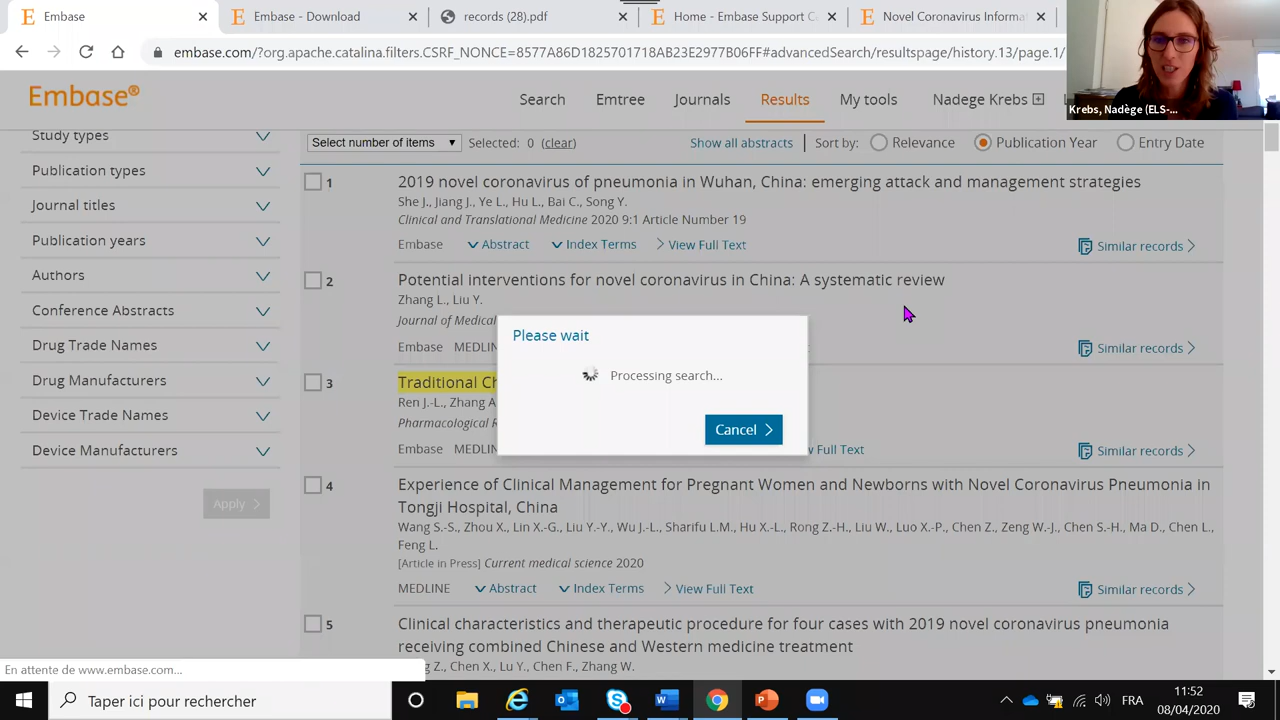 Embase
Embase - Download
records (28).pdf
Home - Embase Support C
Novel Coronavirus Informat
embase.com/?org.apache.catalina.filters.CSRF_NONCE=8577A86D1825701718AB23E2977B06FF#advancedSearch/resultspage/history.13/page.1/
Krebs, Nadège (ELS-...
Embase®
Search
Emtree
Journals
Results
My tools
Nadege Krebs
Study types
Publication types
Journal titles
Publication years
Authors
Conference Abstracts
Drug Trade Names
Drug Manufacturers
Device Trade Names
Device Manufacturers
Apply
Select number of items
Selected: 0 (clear)
Show all abstracts
Sort by:
Relevance
Publication Year
Entry Date
1
2019 novel coronavirus of pneumonia in Wuhan, China: emerging attack and management strategies
She J., Jiang J., Ye L., Hu L., Bai C., Song Y.
Clinical and Translational Medicine 2020 9:1 Article Number 19
Embase Abstract Index Terms View Full Text
Similar records
2
Potential interventions for novel coronavirus in China: A systematic review
Zhang L., Liu Y.
Journal of Medical
Embase MEDLINE
Similar records
Please wait
Processing search...
Cancel
3
Traditional Ch
Ren J.-L., Zhang A
Pharmacological R
Embase MEDLIN
w Full Text
Similar records
4
Experience of Clinical Management for Pregnant Women and Newborns with Novel Coronavirus Pneumonia in
Tongji Hospital, China
Wang S.-S., Zhou X., Lin X.-G., Liu Y.-Y., Wu J.-L., Sharifu L.M., Hu X.-L., Rong Z.-H., Liu W., Luo X.-P., Chen Z., Zeng W.-J., Chen S.-H., Ma D., Chen L.,
Feng L.
[Article in Press] Current medical science 2020
MEDLINE Abstract Index Terms View Full Text
Similar records
5
Clinical characteristics and therapeutic procedure for four cases with 2019 novel coronavirus pneumonia
receiving combined Chinese and Western medicine treatment
g Z., Chen X., Lu Y., Chen F., Zhang W.
En attente de www.embase.com...
Taper ici pour rechercher
FRA
11:52
08/04/2020